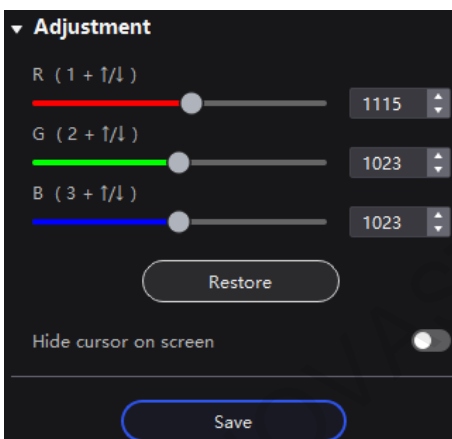 Adjustment
R ( 1 + ↑/↓ )
1115
G ( 2 + ↑/↓ )
1023
B ( 3 + ↑/↓ )
1023
Restore
Hide cursor on screen
Save